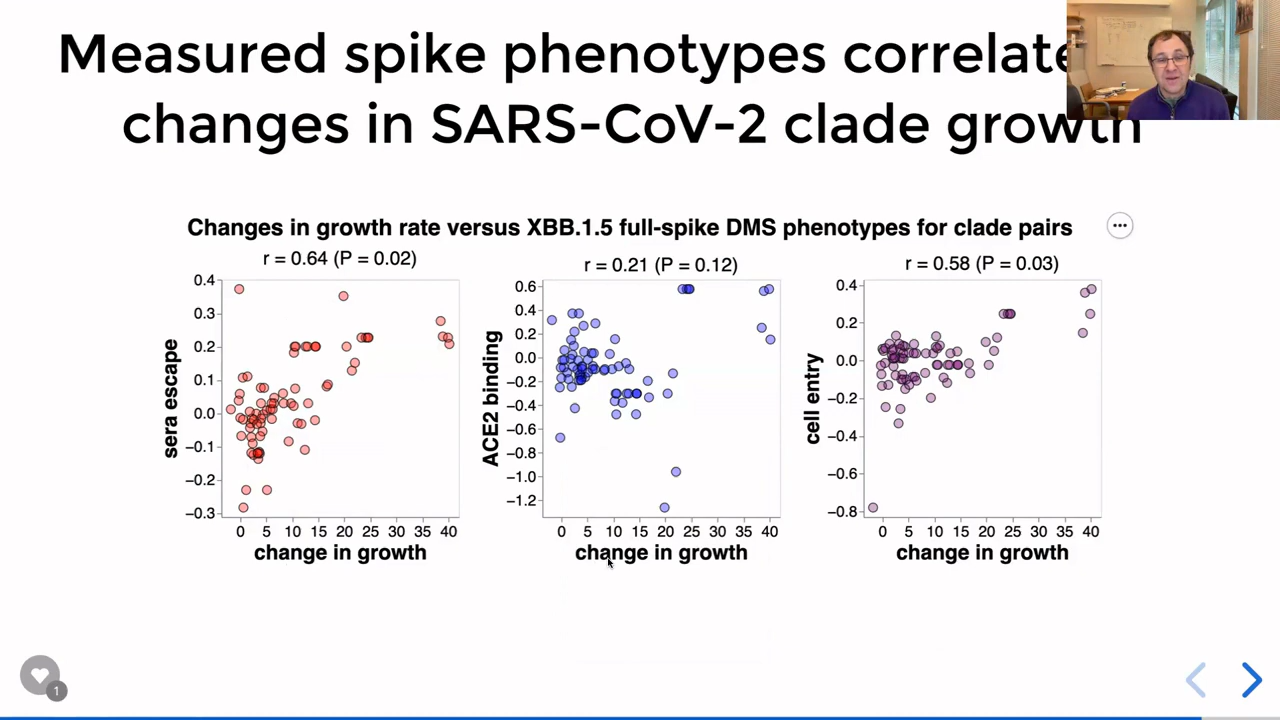 Measured spike phenotypes correlate
changes in SARS-CoV-2 clade growth
Changes in growth rate versus XBB.1.5 full-spike DMS phenotypes for clade pairs
r = 0.64 (P = 0.02)
sera escape
0.4
0.3
0.2
0.1
0.0
−0.1
−0.2
−0.3
0 5 10 15 20 25 30 35 40
change in growth
r = 0.21 (P = 0.12)
ACE2 binding
0.6
0.4
0.2
0.0
−0.2
−0.4
−0.6
−0.8
−1.0
−1.2
0 5 10 15 20 25 30 35 40
change in growth
r = 0.58 (P = 0.03)
cell entry
0.4
0.2
0.0
−0.2
−0.4
−0.6
−0.8
0 5 10 15 20 25 30 35 40
change in growth
1